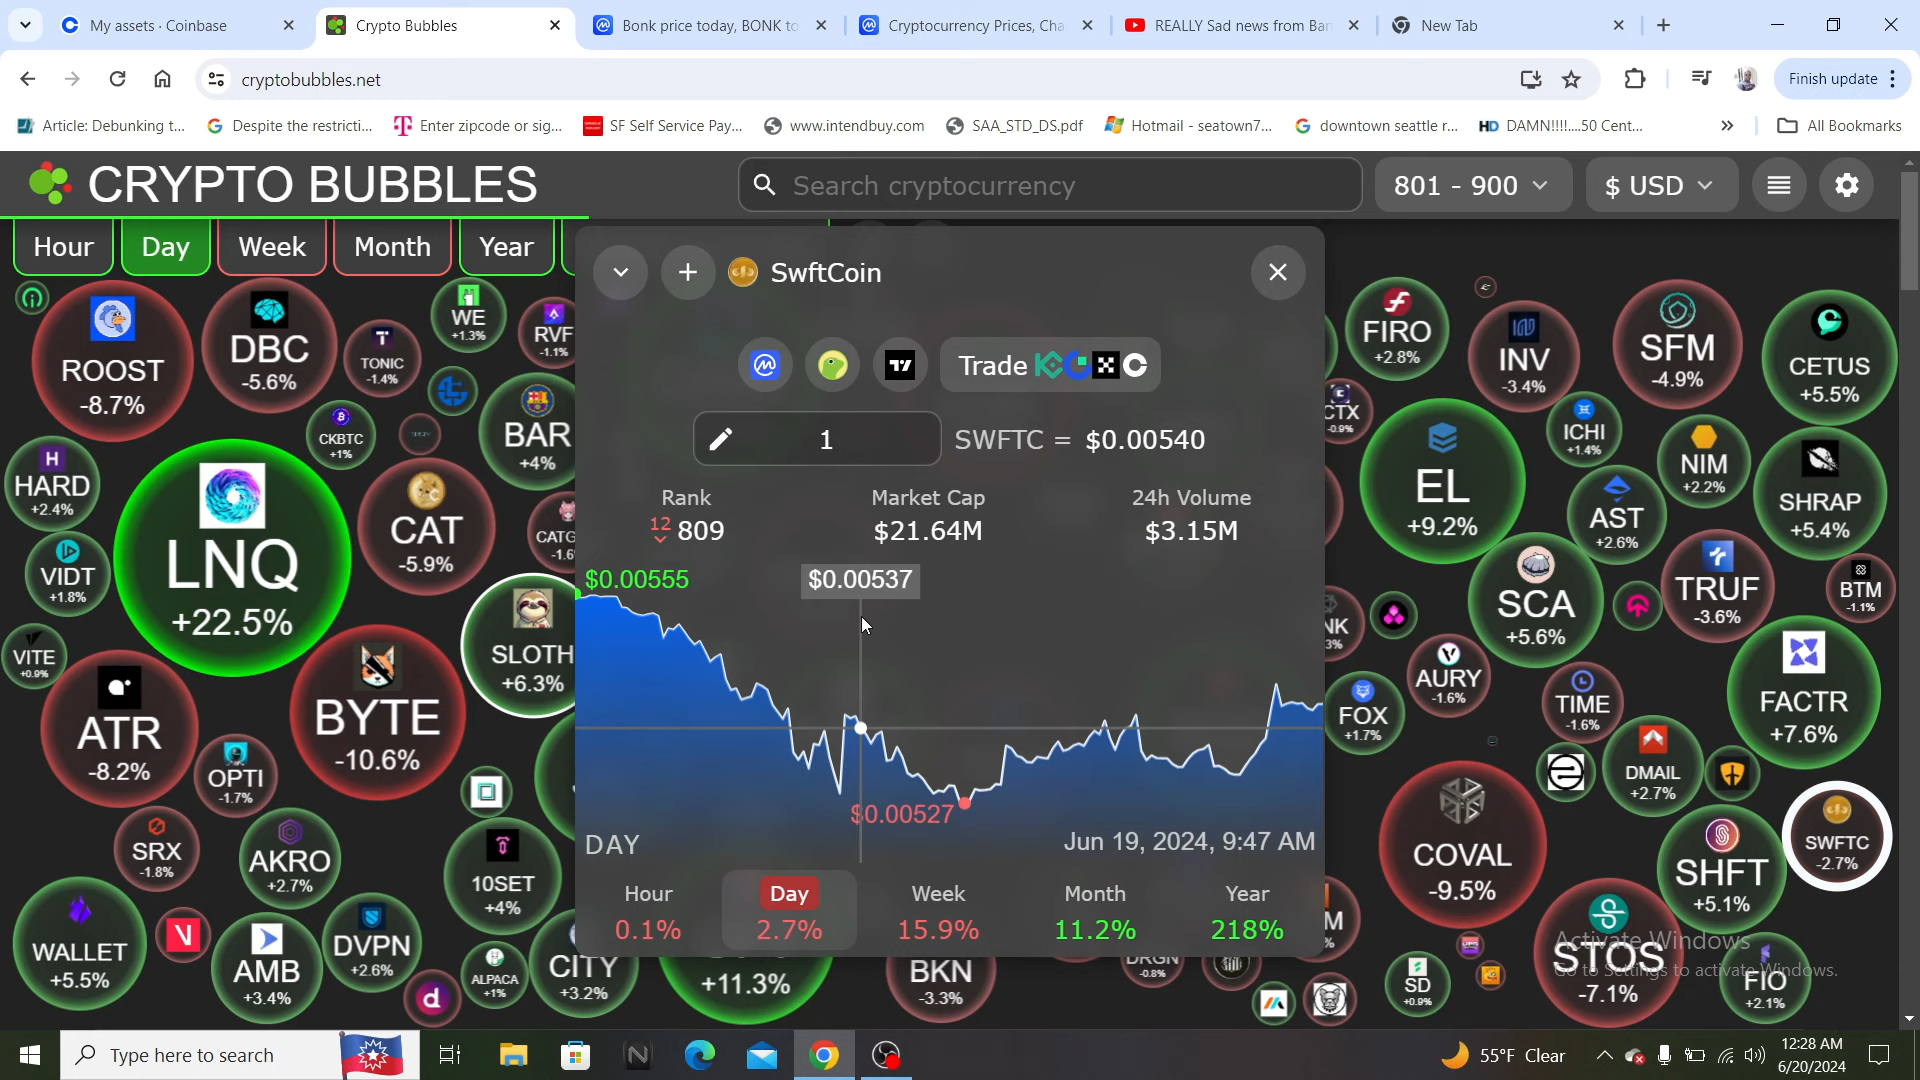 My assets · Coinbase
Crypto Bubbles
Bonk price today, BONK to
Cryptocurrency Prices, Cha
REALLY Sad news from Ban
New Tab
cryptobubbles.net
Finish update
Article: Debunking t...
Despite the restricti...
Enter zipcode or sig...
SF Self Service Pay...
www.intendbuy.com
SAA_STD_DS.pdf
Hotmail - seatown7...
downtown seattle r...
HD DAMN!!!!....50 Cent...
All Bookmarks
CRYPTO BUBBLES
Search cryptocurrency
801 - 900
$ USD
Hour
Day
Week
Month
Year
SwftCoin
Trade
1
SWFTC = $0.00540
Rank
Market Cap
24h Volume
12
809
$21.64M
$3.15M
$0.00555
$0.00537
$0.00527
DAY
Jun 19, 2024, 9:47 AM
Hour
Day
Week
Month
Year
0.1%
2.7%
15.9%
11.2%
218%
ROOST
-8.7%
DBC
-5.6%
TONIC
-1.4%
WE
+1.3%
RVF
-1.1%
CKBTC
+1%
BAR
+4%
HARD
+2.4%
LNQ
+22.5%
CAT
-5.9%
CATG
-1.6
VIDT
+1.8%
SLOTH
+6.3%
VITE
+0.9%
ATR
-8.2%
BYTE
-10.6%
OPTI
-1.7%
SRX
-1.8%
AKRO
+2.7%
10SET
+4%
WALLET
+5.5%
AMB
+3.4%
DVPN
+2.6%
ALPACA
+1%
CITY
+3.2%
+11.3%
BKN
-3.3%
DRGN
-0.8%
FIRO
+2.8%
INV
-3.4%
SFM
-4.9%
CETUS
+5.5%
CTX
-0.9%
ICHI
+1.4%
EL
+9.2%
NIM
+2.2%
SHRAP
+5.4%
AST
+2.6%
NK
3%
SCA
+5.6%
TRUF
-3.6%
BTM
-1.1%
AURY
-1.6%
FOX
+1.7%
TIME
-1.6%
FACTR
+7.6%
DMAIL
+2.7%
COVAL
-9.5%
SHFT
+5.1%
SWFTC
-2.7%
M
%
SD
+0.9%
STOS
-7.1%
FIO
+2.1%
Activate Windows
Go to Settings to activate Windows.
Type here to search
55°F Clear
12:28 AM
6/20/2024